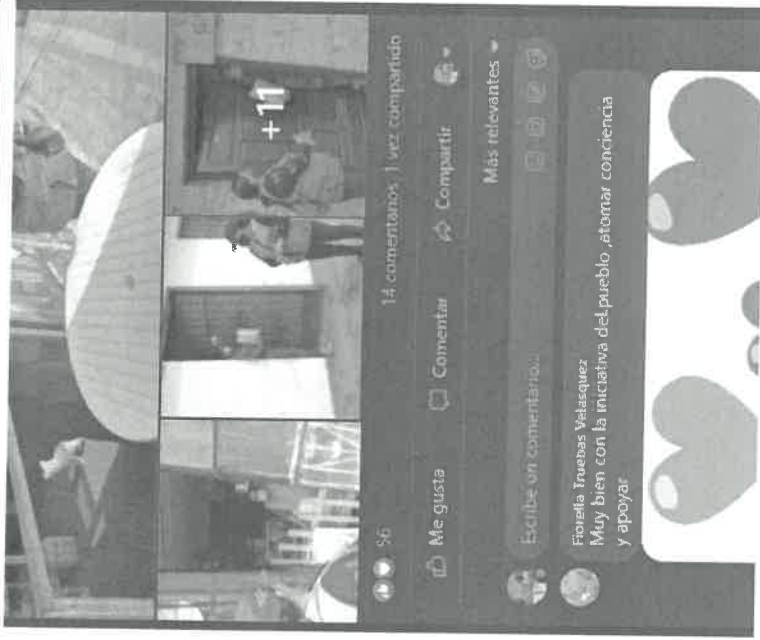 +11
56
14 comentarios 1 vez compartido
Me gusta
Comentar
Compartir
Más relevantes
Escribe un comentario...
Fiorella Truebas Velasquez
Muy bien con la iniciativa del pueblo ,atomar conciencia
y apoyar